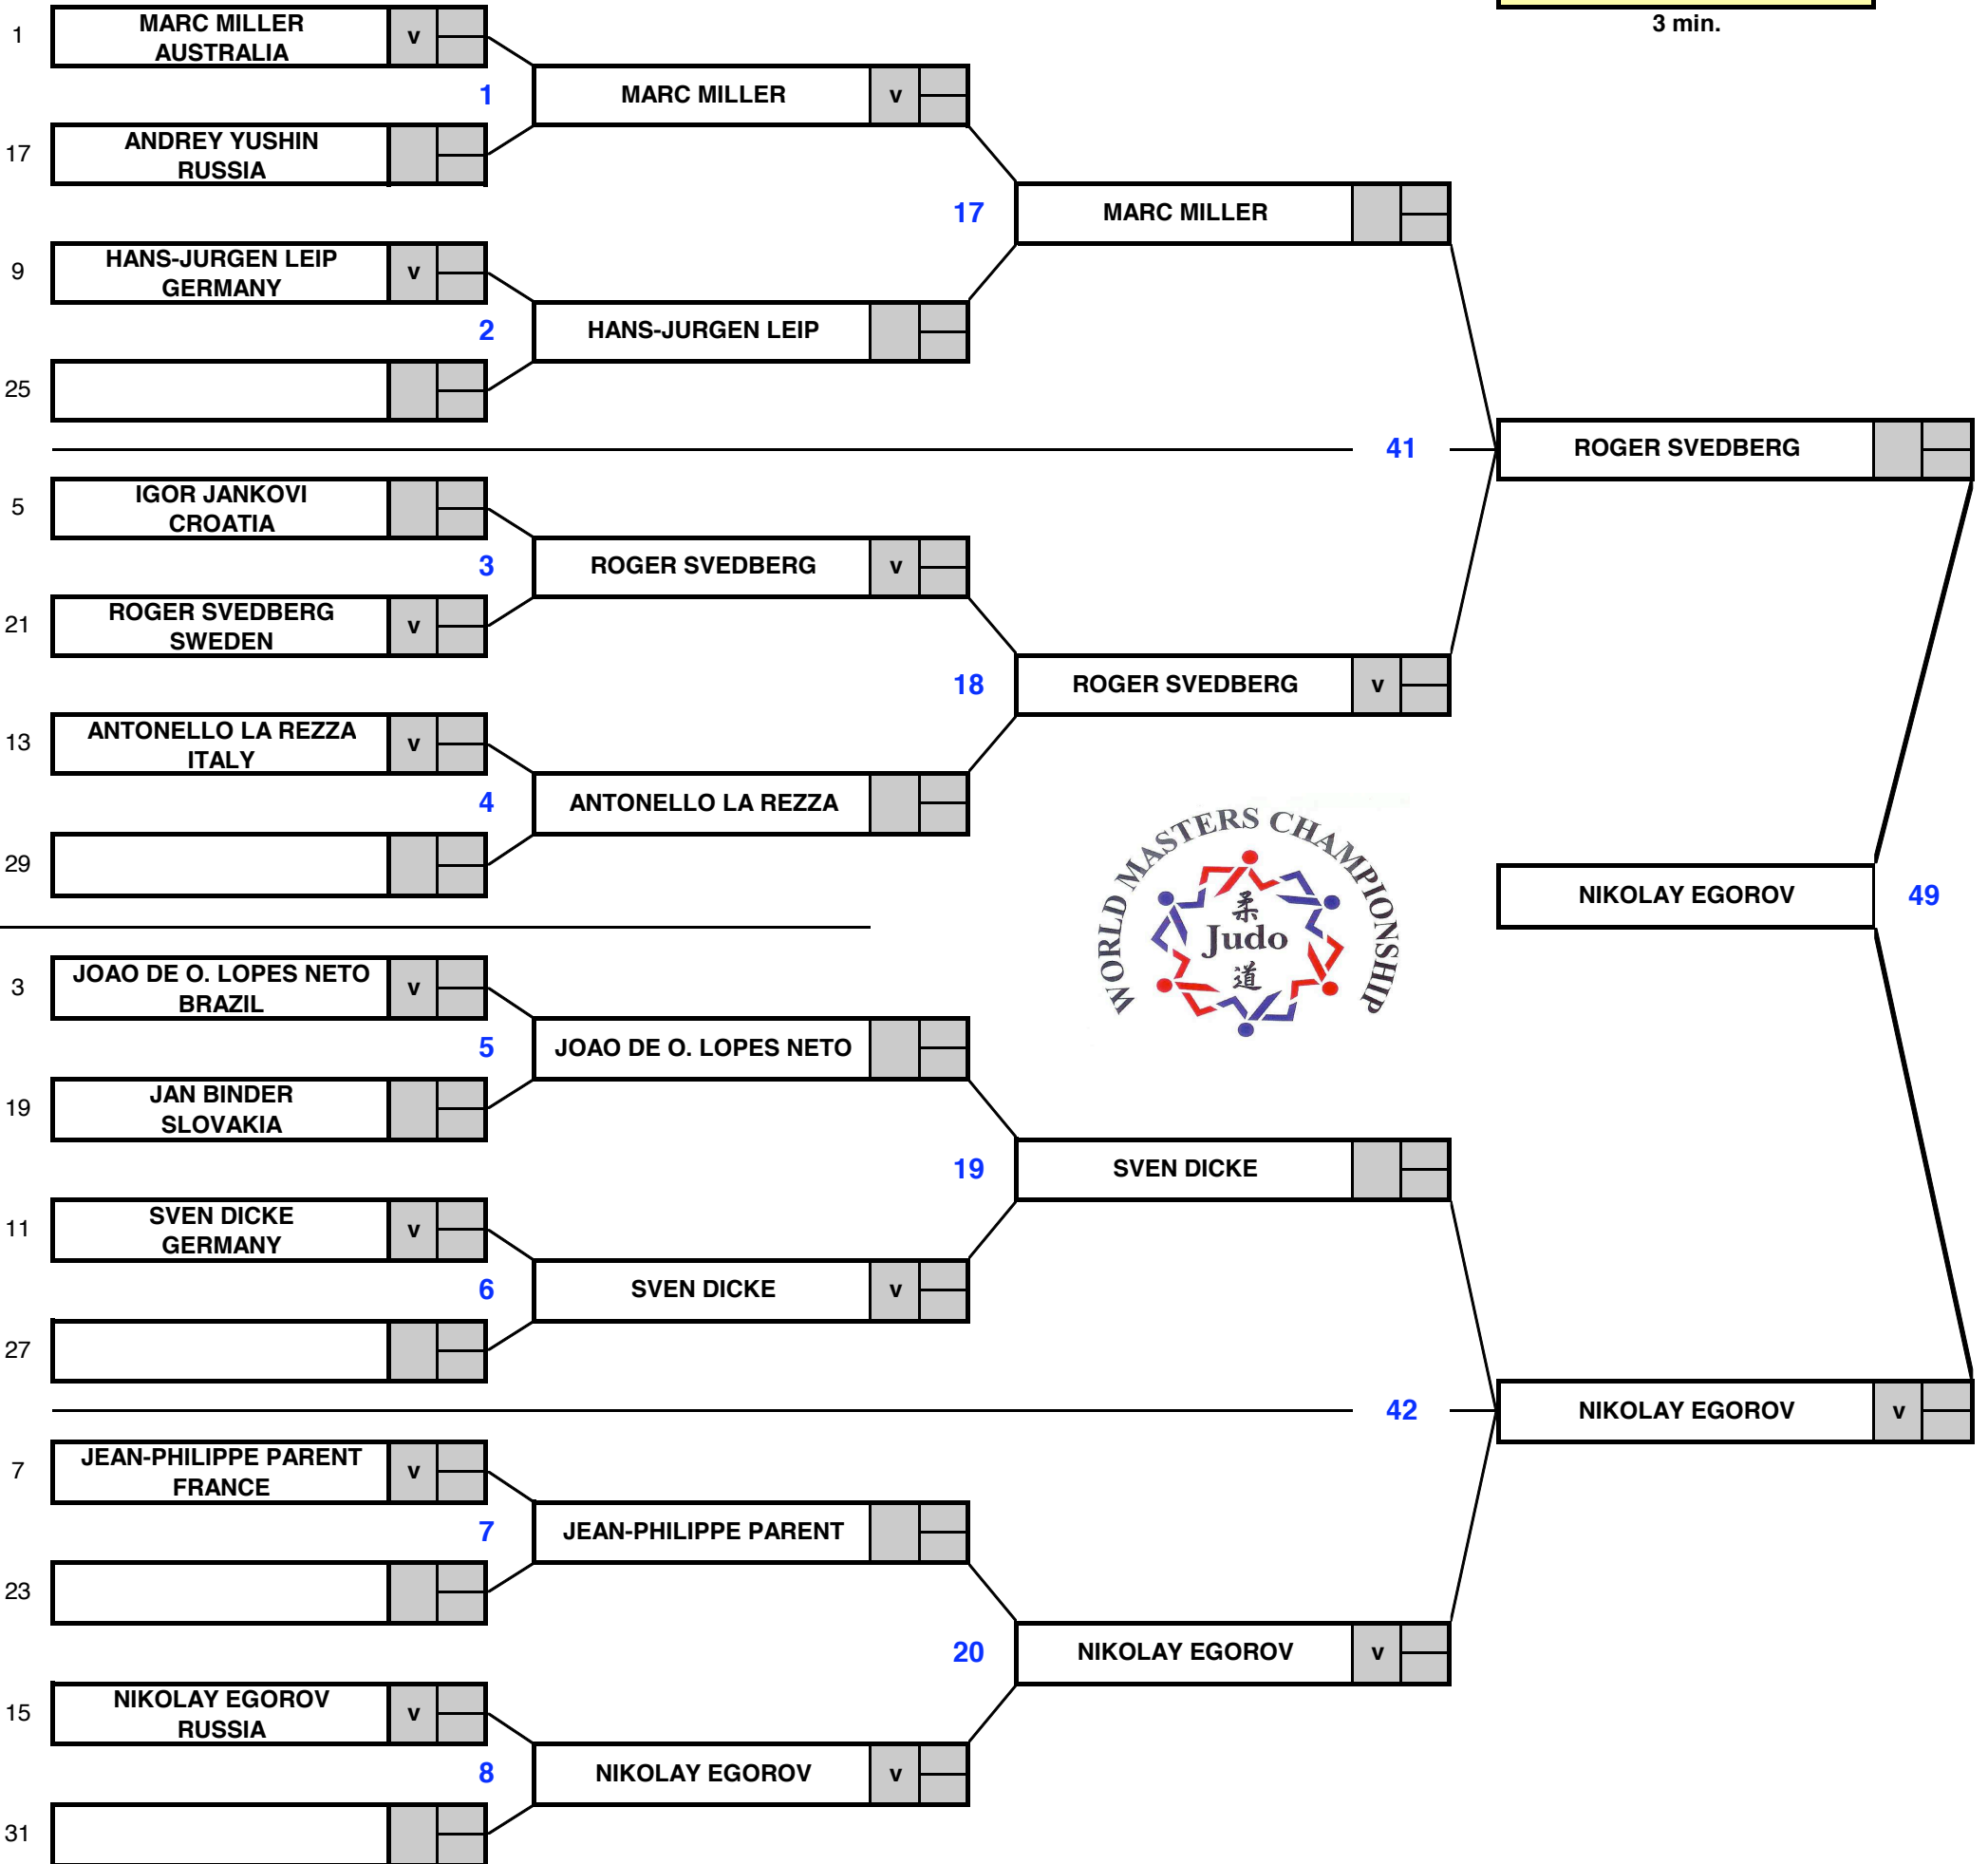 3 min.
1
MARC MILLER
AUSTRALIA
v
1
MARC MILLER
v
17
ANDREY YUSHIN
RUSSIA
17
MARC MILLER
9
HANS-JURGEN LEIP
GERMANY
v
2
HANS-JURGEN LEIP
25
41
ROGER SVEDBERG
5
IGOR JANKOVI
CROATIA
3
ROGER SVEDBERG
v
21
ROGER SVEDBERG
SWEDEN
v
18
ROGER SVEDBERG
v
13
ANTONELLO LA REZZA
ITALY
v
4
ANTONELLO LA REZZA
29
WORLD MASTERS CHAMPIONSHIP
柔
Judo
道
NIKOLAY EGOROV
49
3
JOAO DE O. LOPES NETO
BRAZIL
v
5
JOAO DE O. LOPES NETO
19
JAN BINDER
SLOVAKIA
19
SVEN DICKE
11
SVEN DICKE
GERMANY
v
6
SVEN DICKE
v
27
42
NIKOLAY EGOROV
v
7
JEAN-PHILIPPE PARENT
FRANCE
v
7
JEAN-PHILIPPE PARENT
23
20
NIKOLAY EGOROV
v
15
NIKOLAY EGOROV
RUSSIA
v
8
NIKOLAY EGOROV
v
31